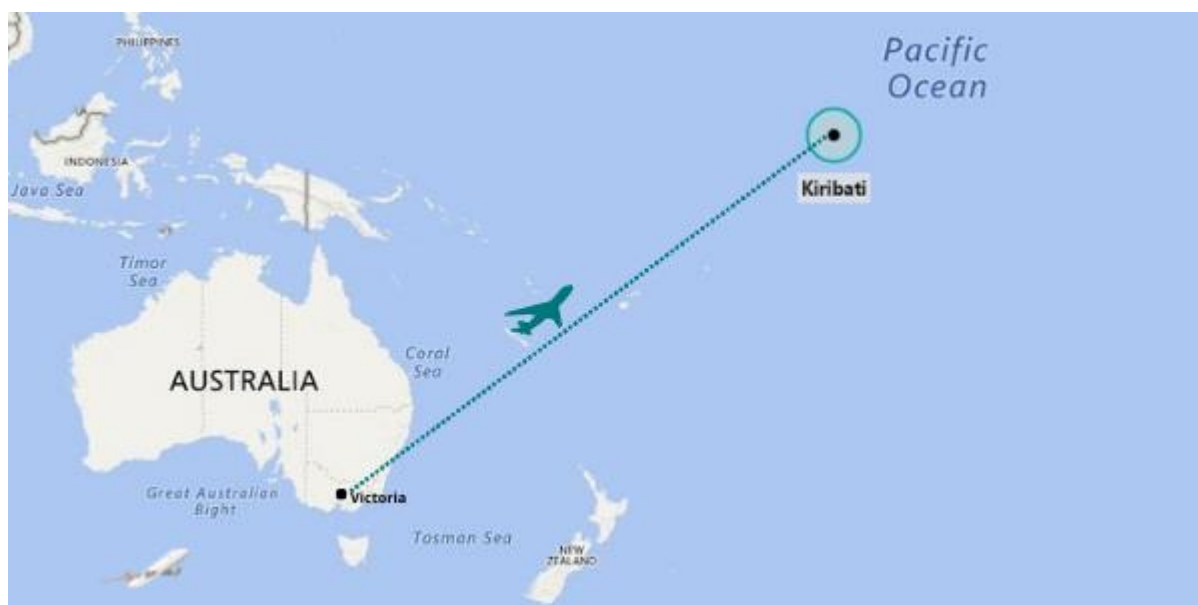 PHILIPPINES
Pacific
Ocean
INDONESIA
Java Sea
Kiribati
Timor
Sea
Coral
Sea
AUSTRALIA
Great Australian
Bight
Victoria
Tasman Sea
NEW
ZEALAND